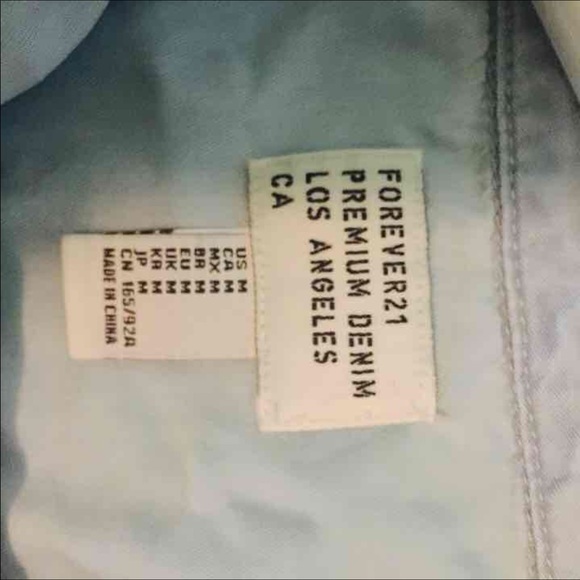 FOREVER21
PREMIUM DENIM
LOS ANGELES
CA
US M
CA M
MX M
BR M
EU M
UK M
KR M
JP M
CN 165/92A
MADE IN CHINA